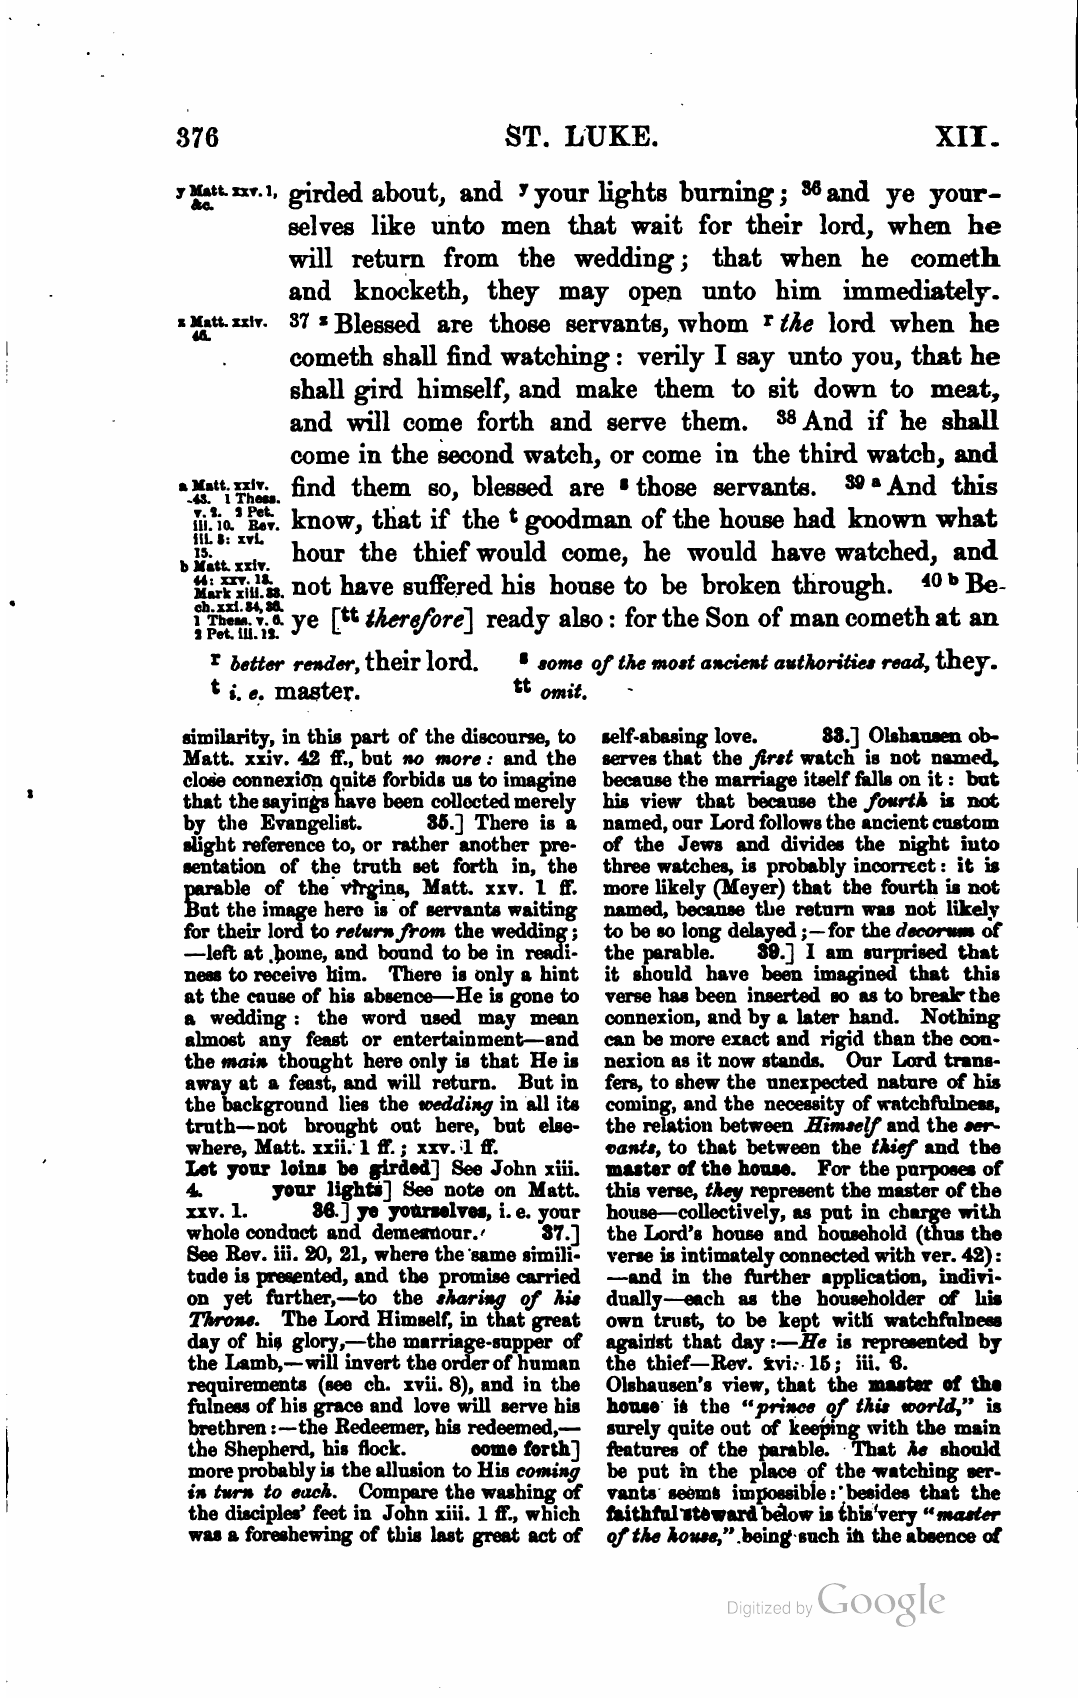 376 ST. LUKE. XII.
y Matt. xxv. 1, &c.
girded about, and y your lights burning; 36 and ye your-
selves like unto men that wait for their lord, when he
will return from the wedding; that when he cometh
and knocketh, they may open unto him immediately.
z Matt. xxiv. 46.
37 z Blessed are those servants, whom r the lord when he
cometh shall find watching: verily I say unto you, that he
shall gird himself, and make them to sit down to meat,
and will come forth and serve them. 38 And if he shall
come in the second watch, or come in the third watch, and
a Matt. xxiv.
43. 1 Thess.
v. 2. 2 Pet.
iii. 10. Rev.
iii. 3: xvi.
15.
b Matt. xxiv.
44: xxv. 13.
Mark xiii. 33.
ch. xxi. 34, 36.
1 Thess. v. 6.
2 Pet. iii. 12.
find them so, blessed are s those servants. 39 a And this
know, that if the t goodman of the house had known what
hour the thief would come, he would have watched, and
not have suffered his house to be broken through. 40 b Be-
ye [tt therefore] ready also: for the Son of man cometh at an
r better render, their lord. s some of the most ancient authorities read, they.
t i. e. master. tt omit.
similarity, in this part of the discourse, to
Matt. xxiv. 42 ff., but no more: and the
close connexion quite forbids us to imagine
that the sayings have been collected merely
by the Evangelist. 35.] There is a
slight reference to, or rather another pre-
sentation of the truth set forth in, the
parable of the virgins, Matt. xxv. 1 ff.
But the image here is of servants waiting
for their lord to return from the wedding;
—left at home, and bound to be in readi-
ness to receive him. There is only a hint
at the cause of his absence—He is gone to
a wedding: the word used may mean
almost any feast or entertainment—and
the main thought here only is that He is
away at a feast, and will return. But in
the background lies the wedding in all its
truth—not brought out here, but else-
where, Matt. xxii. 1 ff.; xxv. 1 ff.
Let your loins be girded] See John xiii.
4. your lights] See note on Matt.
xxv. 1. 36.] ye yourselves, i. e. your
whole conduct and demeanour. 37.]
See Rev. iii. 20, 21, where the same simili-
tude is presented, and the promise carried
on yet further,—to the sharing of his
Throne. The Lord Himself, in that great
day of his glory,—the marriage-supper of
the Lamb,—will invert the order of human
requirements (see ch. xvii. 8), and in the
fulness of his grace and love will serve his
brethren:—the Redeemer, his redeemed,—
the Shepherd, his flock. come forth]
more probably is the allusion to His coming
in turn to each. Compare the washing of
the disciples' feet in John xiii. 1 ff., which
was a foreshewing of this last great act of
self-abasing love. 38.] Olshausen ob-
serves that the first watch is not named,
because the marriage itself falls on it: but
his view that because the fourth is not
named, our Lord follows the ancient custom
of the Jews and divides the night into
three watches, is probably incorrect: it is
more likely (Meyer) that the fourth is not
named, because the return was not likely
to be so long delayed;—for the decorum of
the parable. 39.] I am surprised that
it should have been imagined that this
verse has been inserted so as to break the
connexion, and by a later hand. Nothing
can be more exact and rigid than the con-
nexion as it now stands. Our Lord trans-
fers, to shew the unexpected nature of his
coming, and the necessity of watchfulness,
the relation between Himself and the ser-
vants, to that between the thief and the
master of the house. For the purposes of
this verse, they represent the master of the
house—collectively, as put in charge with
the Lord's house and household (thus the
verse is intimately connected with ver. 42):
—and in the further application, indivi-
dually—each as the householder of his
own trust, to be kept with watchfulness
against that day:—He is represented by
the thief—Rev. xvi. 15; iii. 3.
Olshausen's view, that the master of the
house is the "prince of this world," is
surely quite out of keeping with the main
features of the parable. That he should
be put in the place of the watching ser-
vants seems impossible: besides that the
faithful steward below is this very "master
of the house," being such in the absence of
Digitized by Google